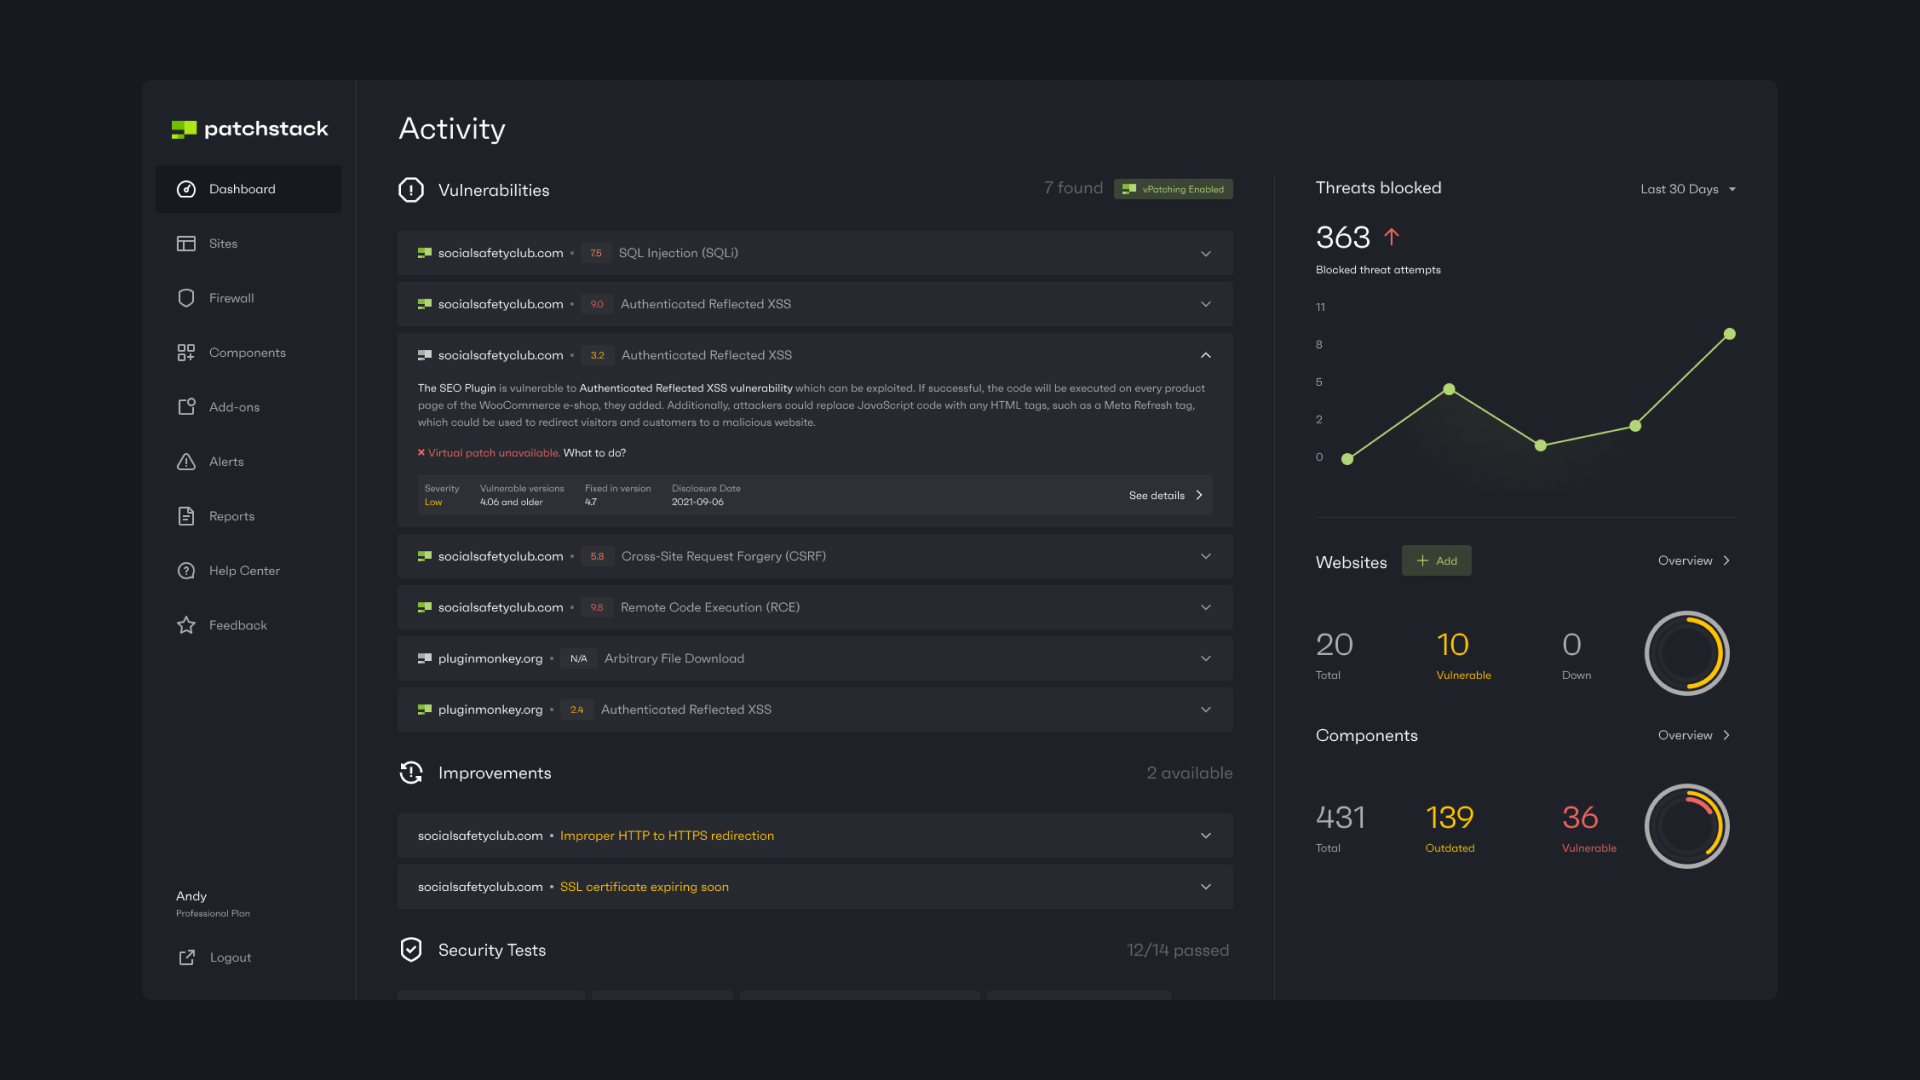 patchstack
Dashboard
Sites
Firewall
Components
Add-ons
Alerts
Reports
Help Center
Feedback
Andy
Professional Plan
Logout
Activity
Vulnerabilities
7 found
vPatching Enabled
socialsafetyclub.com • 7.5 SQL Injection (SQLi)
socialsafetyclub.com • 9.0 Authenticated Reflected XSS
socialsafetyclub.com • 3.2 Authenticated Reflected XSS
The SEO Plugin is vulnerable to Authenticated Reflected XSS vulnerability which can be exploited. If successful, the code will be executed on every product
page of the WooCommerce e-shop, they added. Additionally, attackers could replace JavaScript code with any HTML tags, such as a Meta Refresh tag,
which could be used to redirect visitors and customers to a malicious website.
Virtual patch unavailable. What to do?
Severity Vulnerable versions Fixed in version Disclosure Date
Low 4.06 and older 4.7 2021-09-06
See details
socialsafetyclub.com • 5.8 Cross-Site Request Forgery (CSRF)
socialsafetyclub.com • 9.8 Remote Code Execution (RCE)
pluginmonkey.org • N/A Arbitrary File Download
pluginmonkey.org • 2.4 Authenticated Reflected XSS
Improvements
2 available
socialsafetyclub.com • Improper HTTP to HTTPS redirection
socialsafetyclub.com • SSL certificate expiring soon
Security Tests
12/14 passed
Threats blocked
Last 30 Days
363
Blocked threat attempts
11
8
5
2
0
Websites
+ Add
Overview
20 10 0
Total Vulnerable Down
Components
Overview
431 139 36
Total Outdated Vulnerable